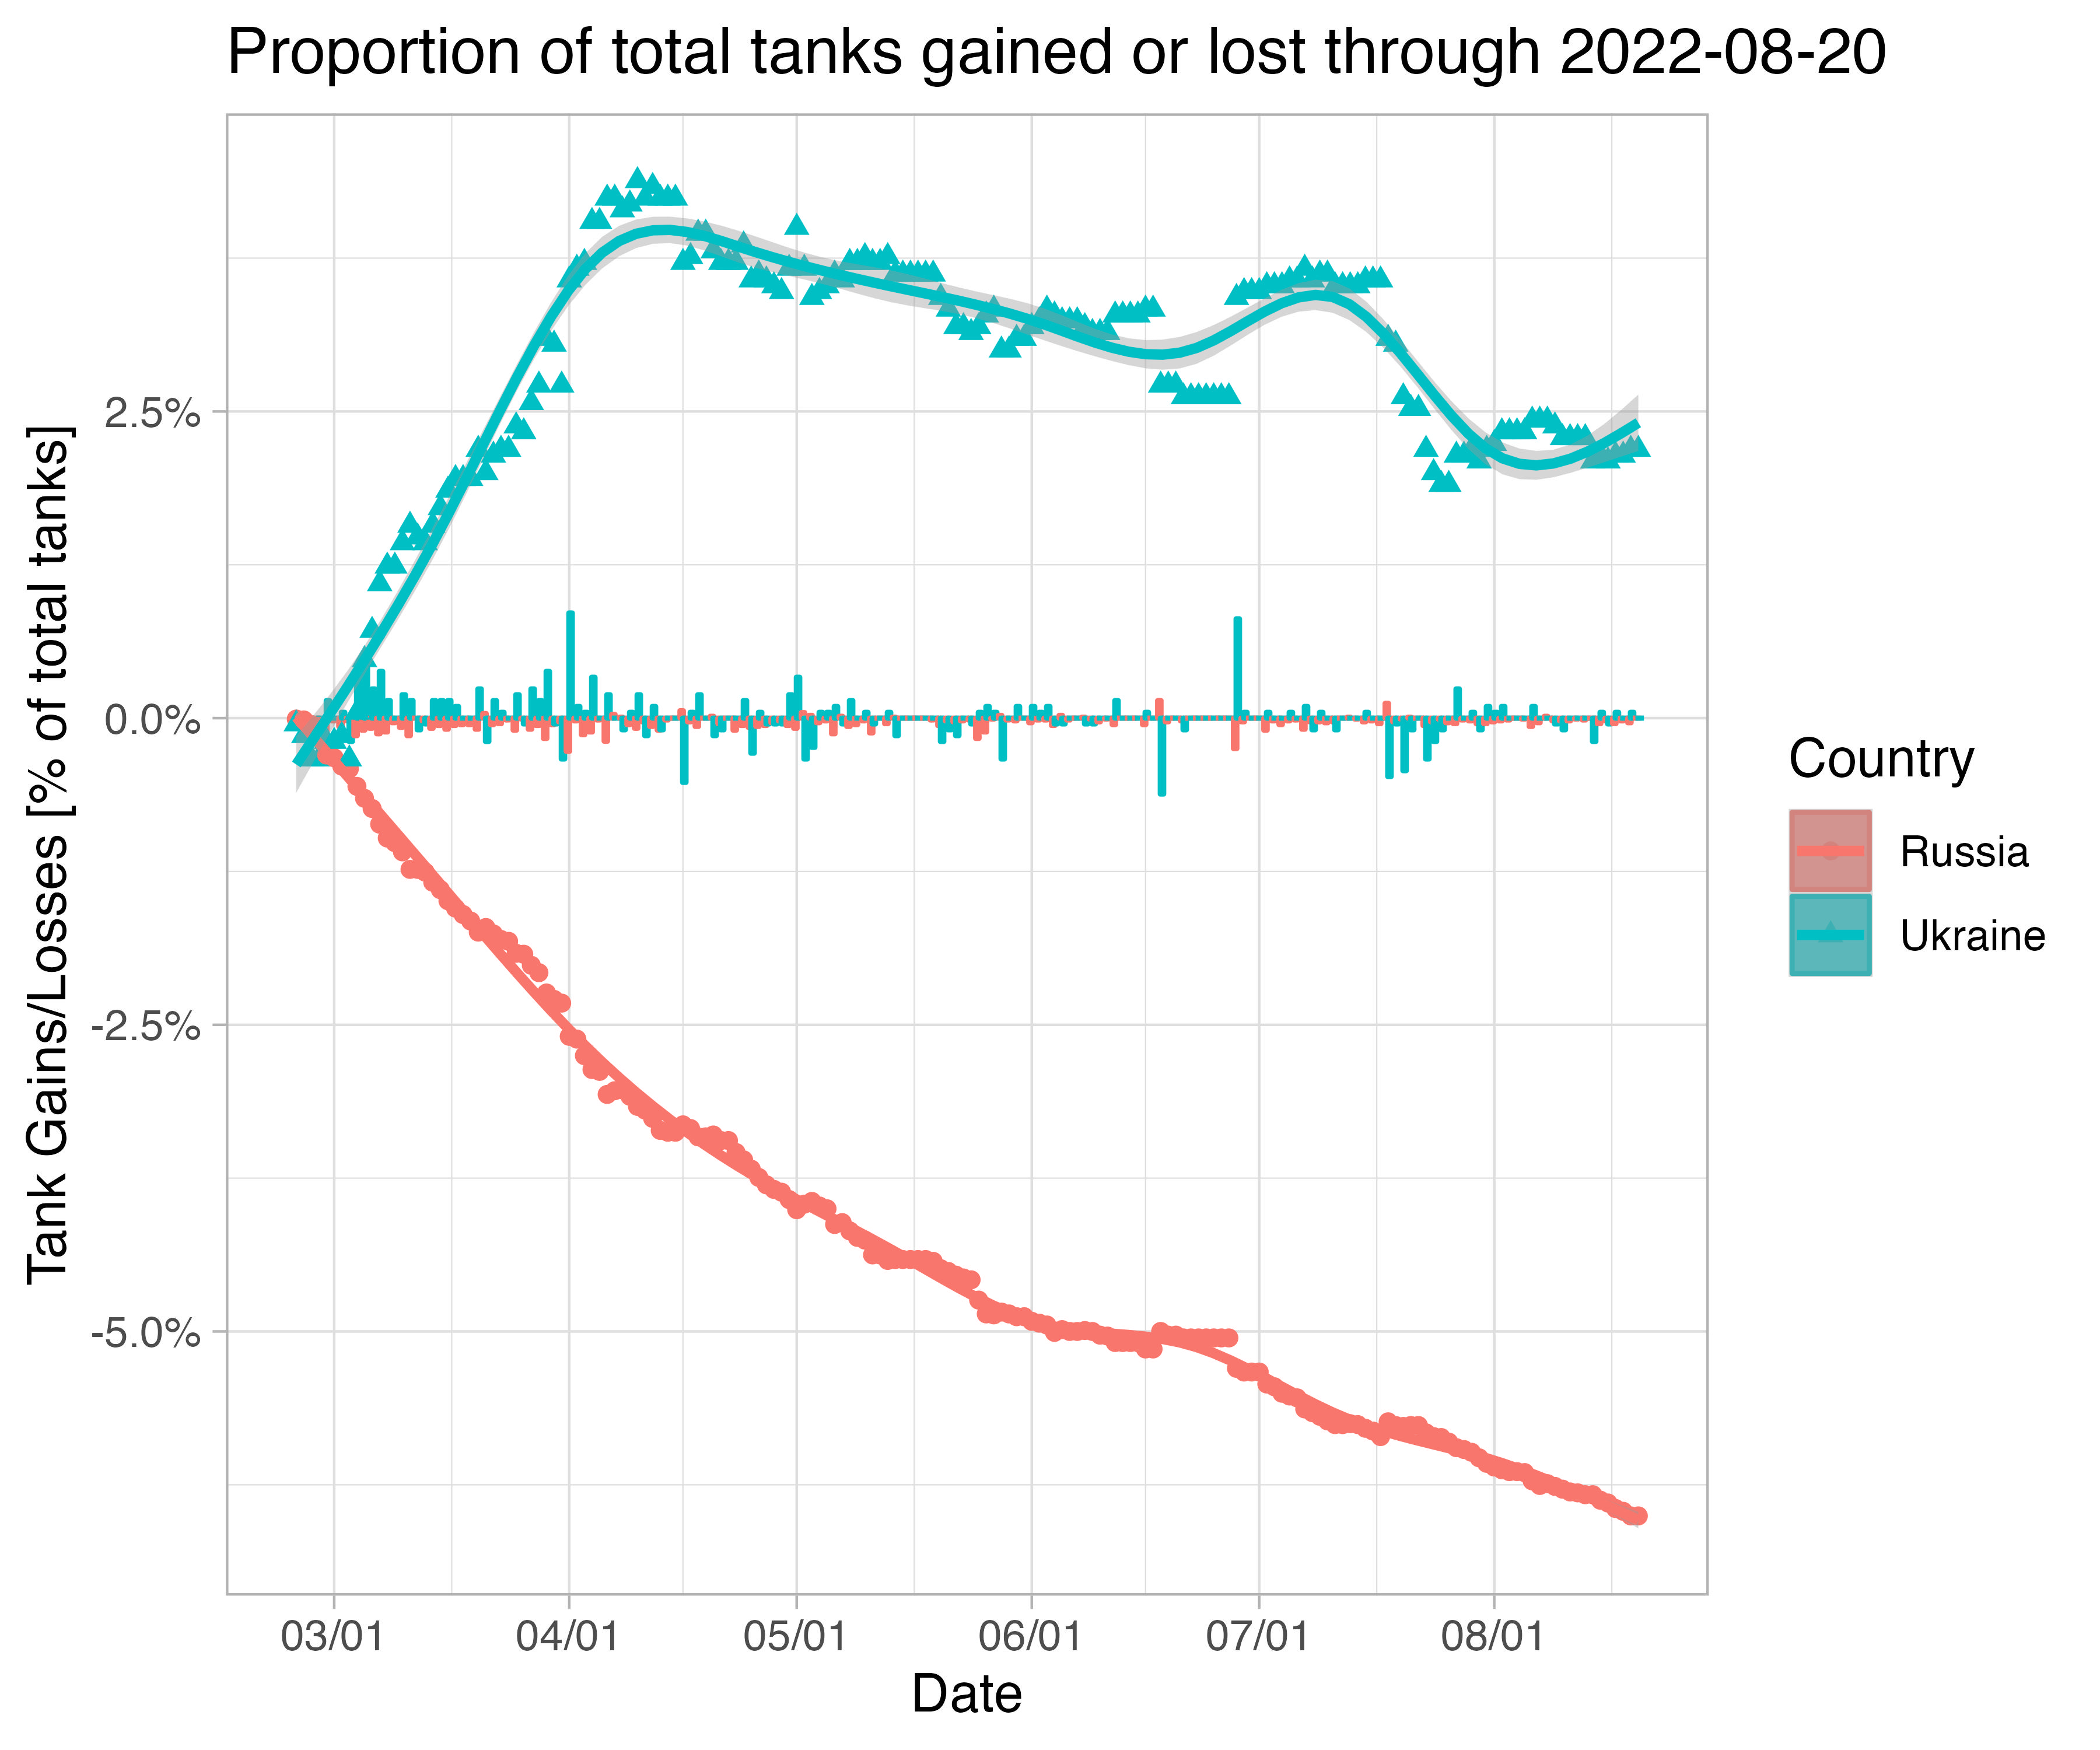 Proportion of total tanks gained or lost through 2022-08-20
Tank Gains/Losses [% of total tanks]
2.5%
0.0%
-2.5%
-5.0%
03/01
04/01
05/01
06/01
07/01
08/01
Date
Country
Russia
Ukraine